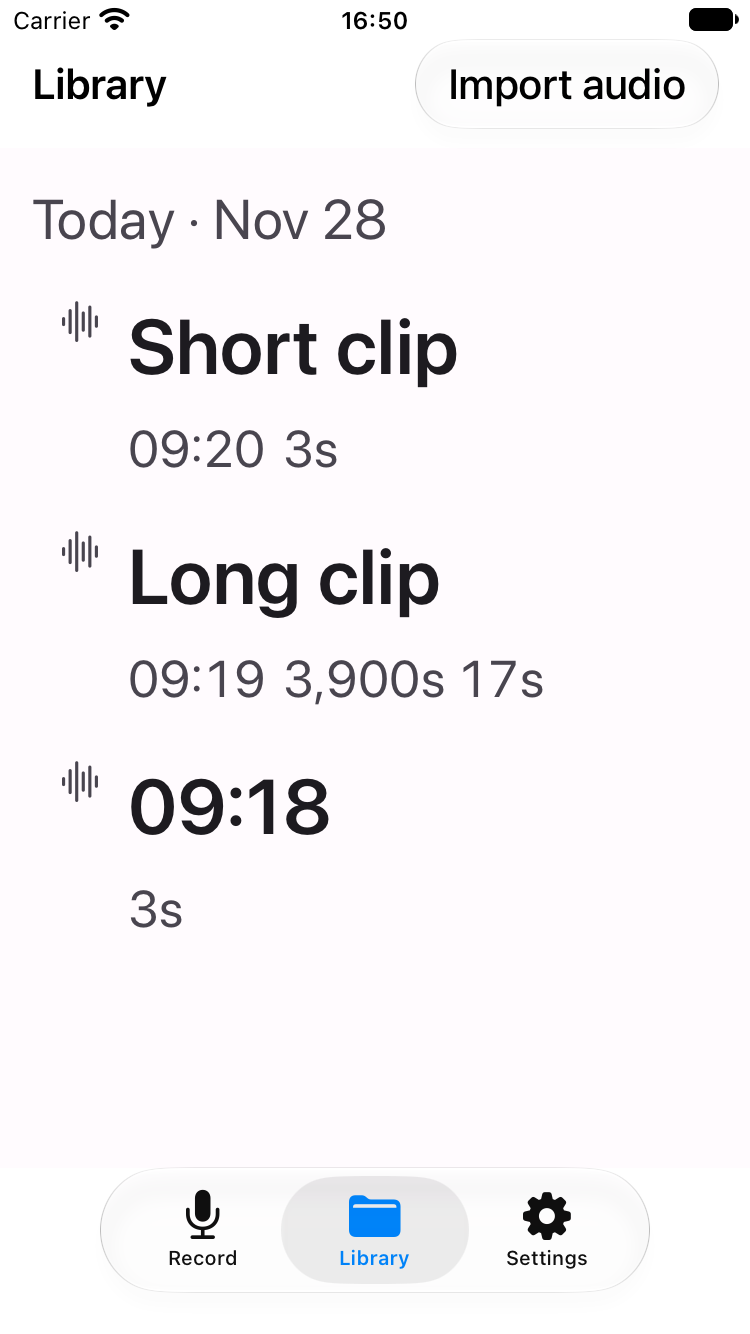 Carrier 16:50
Library Import audio
Today · Nov 28
Short clip
09:20 3s
Long clip
09:19 3,900s 17s
09:18
3s
Record Library Settings